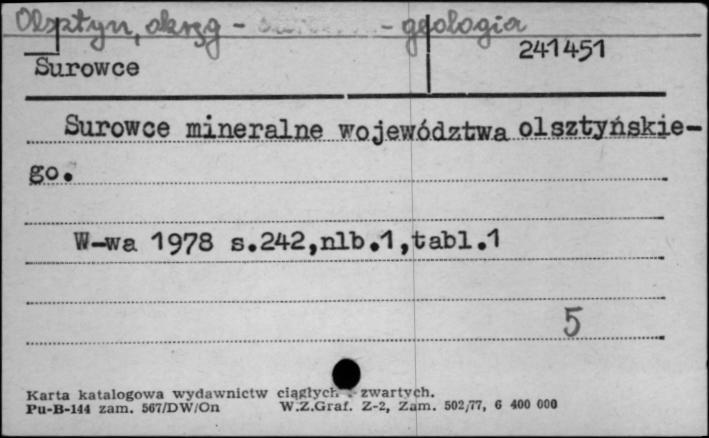 Olsztyn, okręg - - geologia
241451
Surowce
Surowce mineralne województwa olsztyńskie-
go.
W-wa 1978 s.242,nlb.1,tabl.1
5
Karta katalogowa wydawnictw ciągłych zwartych.
Pu-B-144 zam. 567/DW/On W.Z.Graf. Z-2, Zam. 502/77, 6 400 000